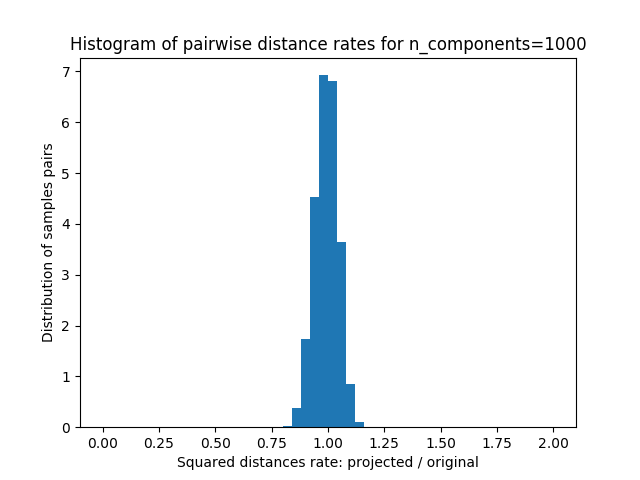 Histogram of pairwise distance rates for n_components=1000
7
6
5
4
3
2
1
0
Distribution of samples pairs
0.00 0.25 0.50 0.75 1.00 1.25 1.50 1.75 2.00
Squared distances rate: projected / original